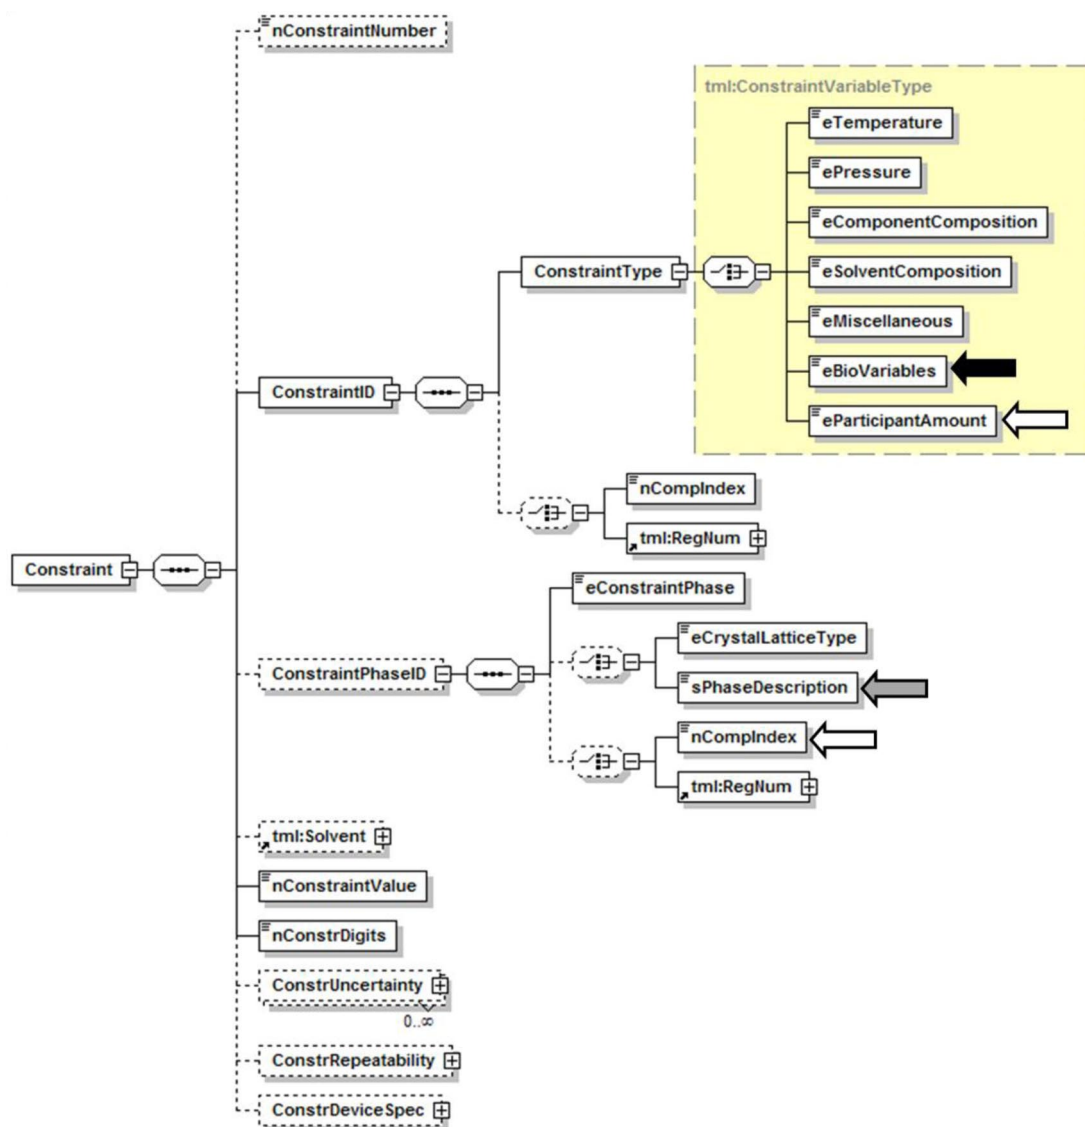 nConstraintNumber
tml:ConstraintVariableType
eTemperature
ePressure
eComponentComposition
ConstraintType
eSolventComposition
eMiscellaneous
eBioVariables
ConstraintID
eParticipantAmount
nCompIndex
tml:RegNum
Constraint
eConstraintPhase
eCrystalLatticeType
ConstraintPhaseID
sPhaseDescription
nCompIndex
tml:RegNum
tml:Solvent
nConstraintValue
nConstrDigits
ConstrUncertainty
0..∞
ConstrRepeatability
ConstrDeviceSpec